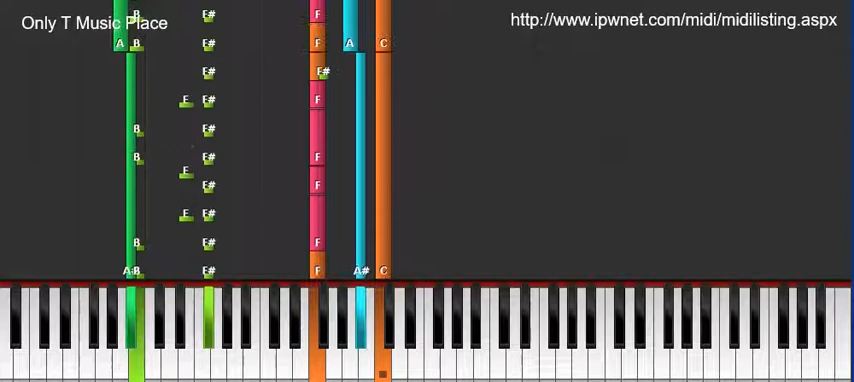 Only T Music Place
http://www.ipwnet.com/midi/midilisting.aspx
B F# F
A B F# F A C
F# F#
E F# F
B F#
B F# F
E
F# F
E F#
B F# F
A# B F# F A# C